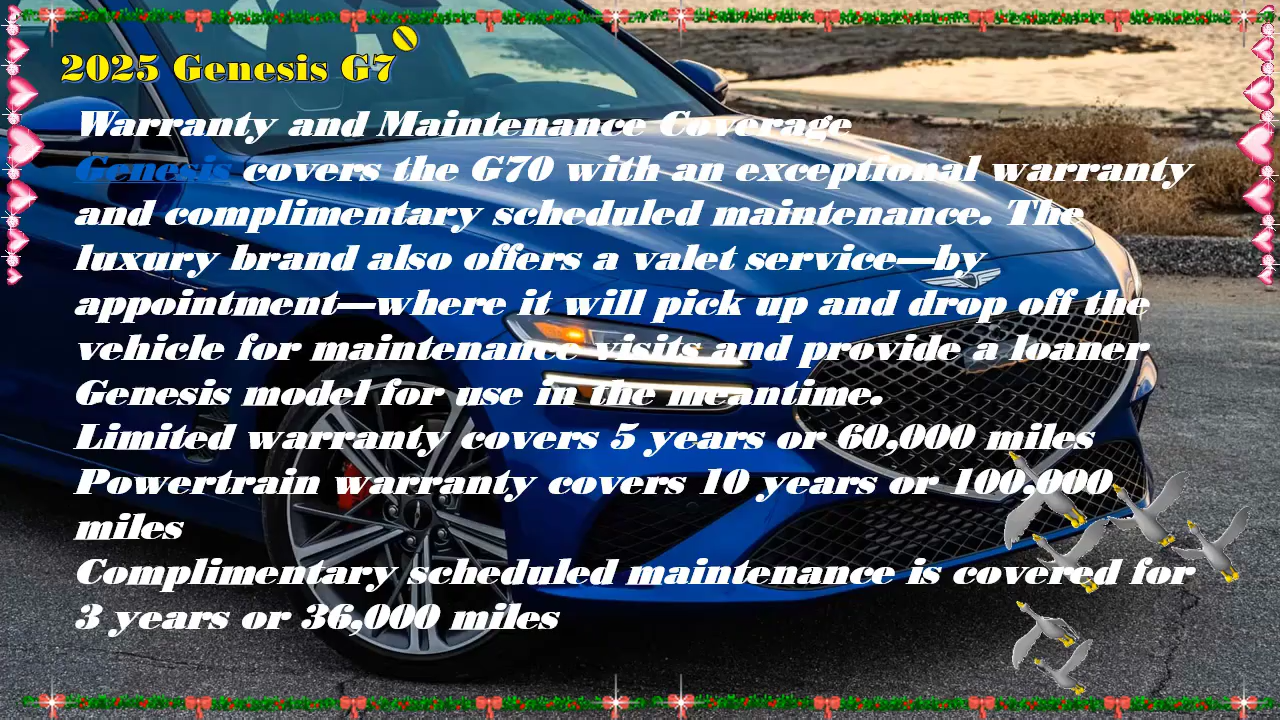 2025 Genesis G70
Warranty and Maintenance Coverage
Genesis covers the G70 with an exceptional warranty
and complimentary scheduled maintenance. The
luxury brand also offers a valet service—by
appointment—where it will pick up and drop off the
vehicle for maintenance visits and provide a loaner
Genesis model for use in the meantime.
Limited warranty covers 5 years or 60,000 miles
Powertrain warranty covers 10 years or 100,000
miles
Complimentary scheduled maintenance is covered for
3 years or 36,000 miles